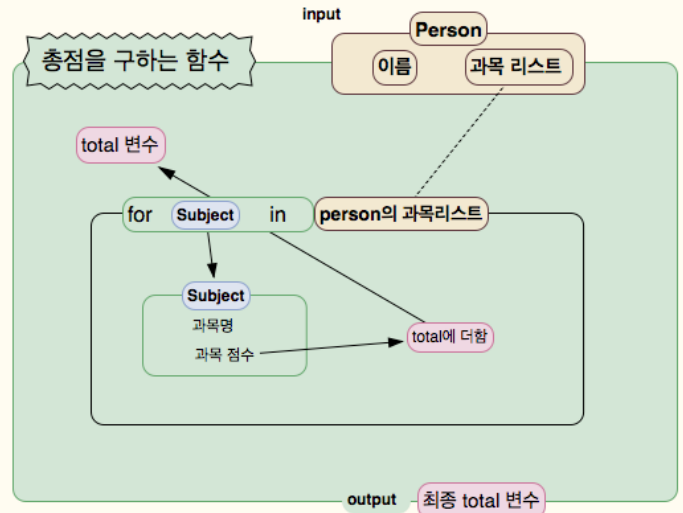 input
Person
총점을 구하는 함수
이름
과목 리스트
total 변수
for Subject in person의 과목리스트
Subject
과목명
과목 점수
total에 더함
output
최종 total 변수